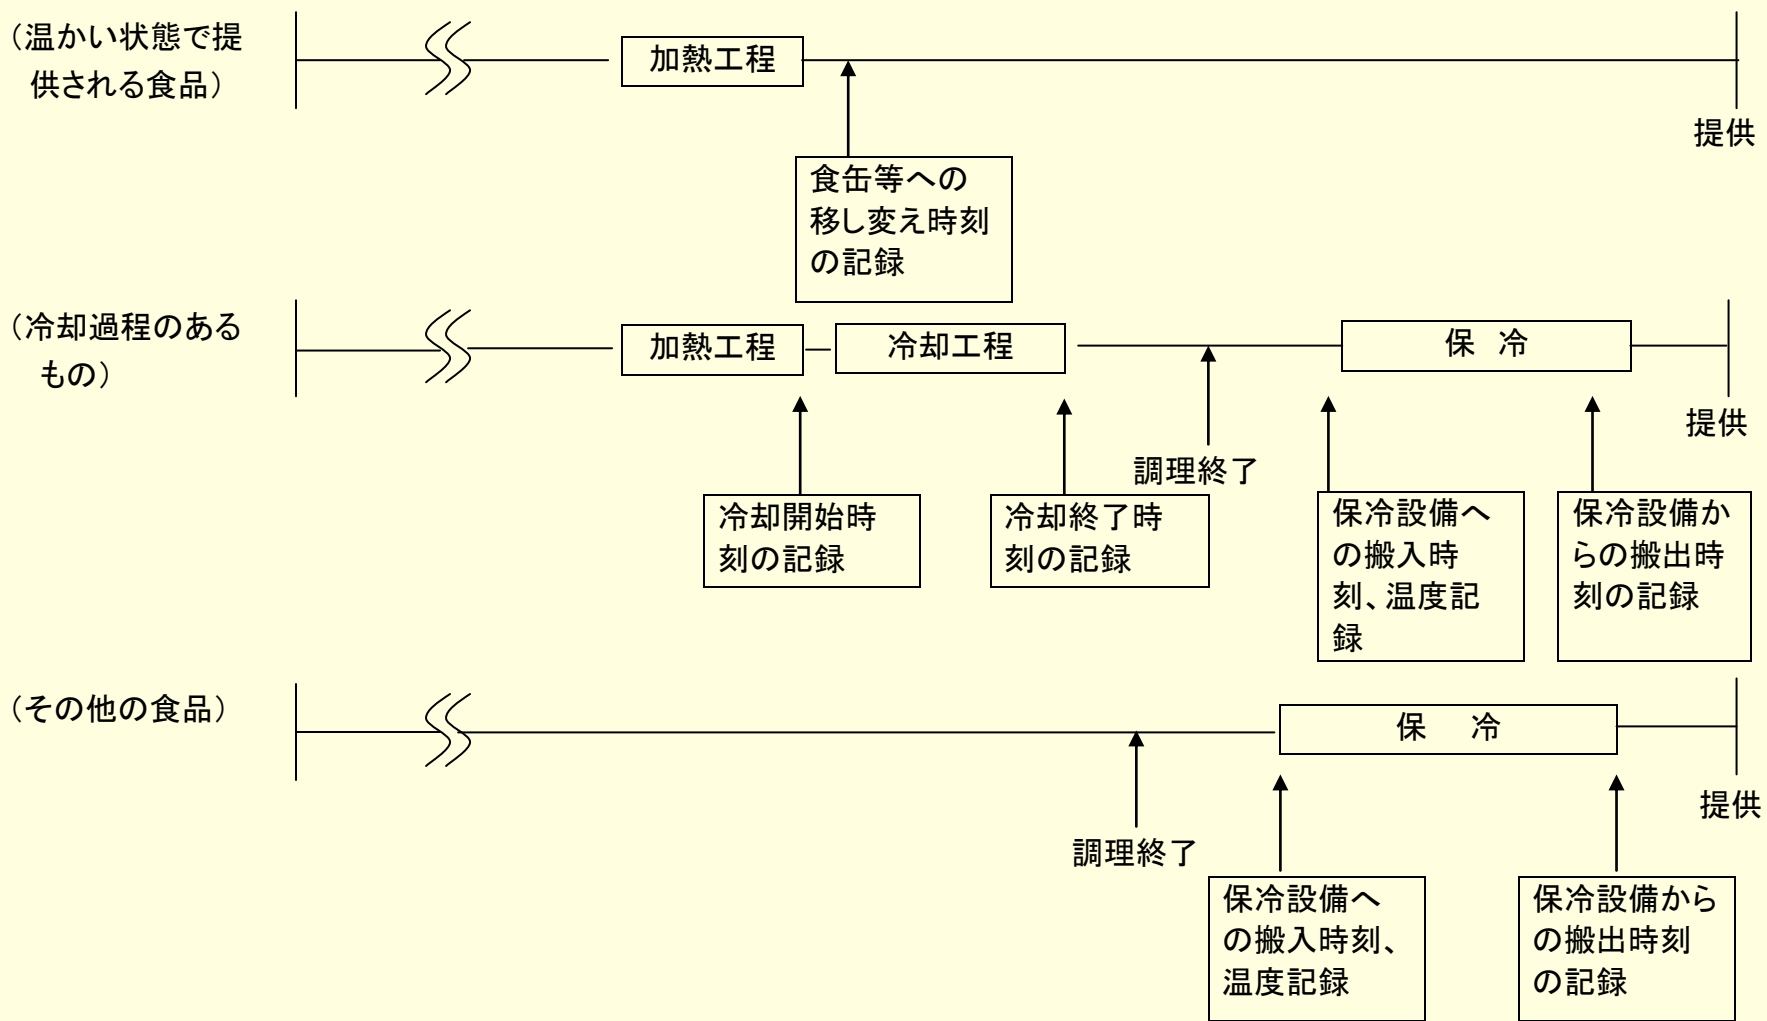 （温かい状態で提
供される食品）
加熱工程
提供
食缶等への
移し変え時刻
の記録
（冷却過程のある
もの）
加熱工程
冷却工程
保 冷
提供
調理終了
冷却開始時
刻の記録
冷却終了時
刻の記録
保冷設備へ
の搬入時
刻、温度記
録
保冷設備か
らの搬出時
刻の記録
（その他の食品）
保 冷
提供
調理終了
保冷設備へ
の搬入時刻、
温度記録
保冷設備から
の搬出時刻
の記録